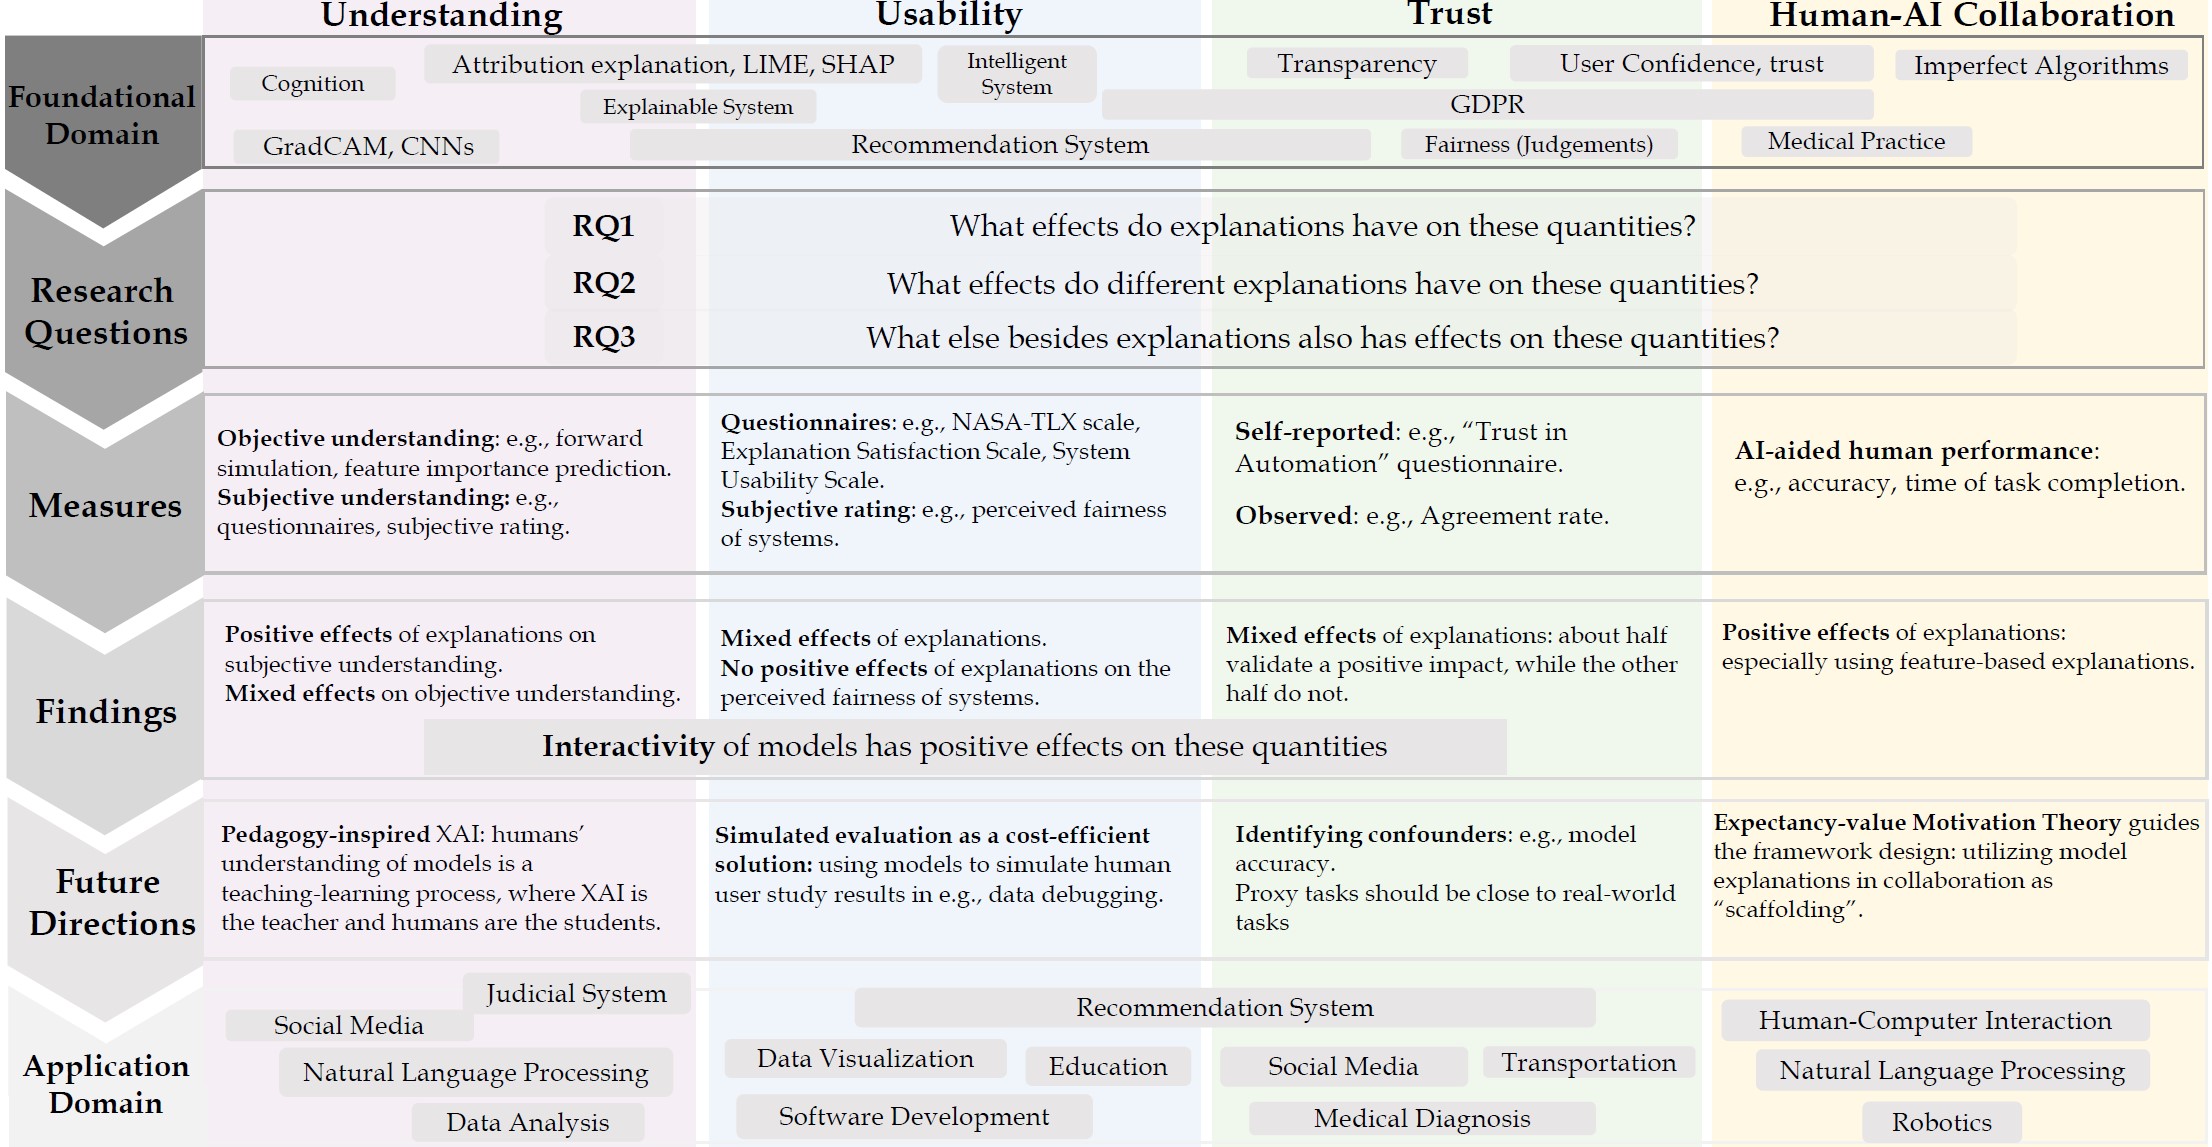 Understanding
Usability
Trust
Human-AI Collaboration
Foundational
Domain
Cognition
Attribution explanation, LIME, SHAP
Intelligent
System
Transparency
User Confidence, trust
Imperfect Algorithms
Explainable System
GDPR
GradCAM, CNNs
Recommendation System
Fairness (Judgements)
Medical Practice
Research
Questions
RQ1
What effects do explanations have on these quantities?
RQ2
What effects do different explanations have on these quantities?
RQ3
What else besides explanations also has effects on these quantities?
Measures
Objective understanding: e.g., forward
simulation, feature importance prediction.
Subjective understanding: e.g.,
questionnaires, subjective rating.
Questionnaires: e.g., NASA-TLX scale,
Explanation Satisfaction Scale, System
Usability Scale.
Subjective rating: e.g., perceived fairness
of systems.
Self-reported: e.g., “Trust in
Automation” questionnaire.
Observed: e.g., Agreement rate.
AI-aided human performance:
e.g., accuracy, time of task completion.
Findings
Positive effects of explanations on
subjective understanding.
Mixed effects on objective understanding.
Mixed effects of explanations.
No positive effects of explanations on the
perceived fairness of systems.
Mixed effects of explanations: about half
validate a positive impact, while the other
half do not.
Positive effects of explanations:
especially using feature-based explanations.
Interactivity of models has positive effects on these quantities
Future
Directions
Pedagogy-inspired XAI: humans’
understanding of models is a
teaching-learning process, where XAI is
the teacher and humans are the students.
Simulated evaluation as a cost-efficient
solution: using models to simulate human
user study results in e.g., data debugging.
Identifying confounders: e.g., model
accuracy.
Proxy tasks should be close to real-world
tasks
Expectancy-value Motivation Theory guides
the framework design: utilizing model
explanations in collaboration as
“scaffolding”.
Application
Domain
Judicial System
Social Media
Natural Language Processing
Data Analysis
Recommendation System
Data Visualization
Education
Software Development
Social Media
Transportation
Medical Diagnosis
Human-Computer Interaction
Natural Language Processing
Robotics